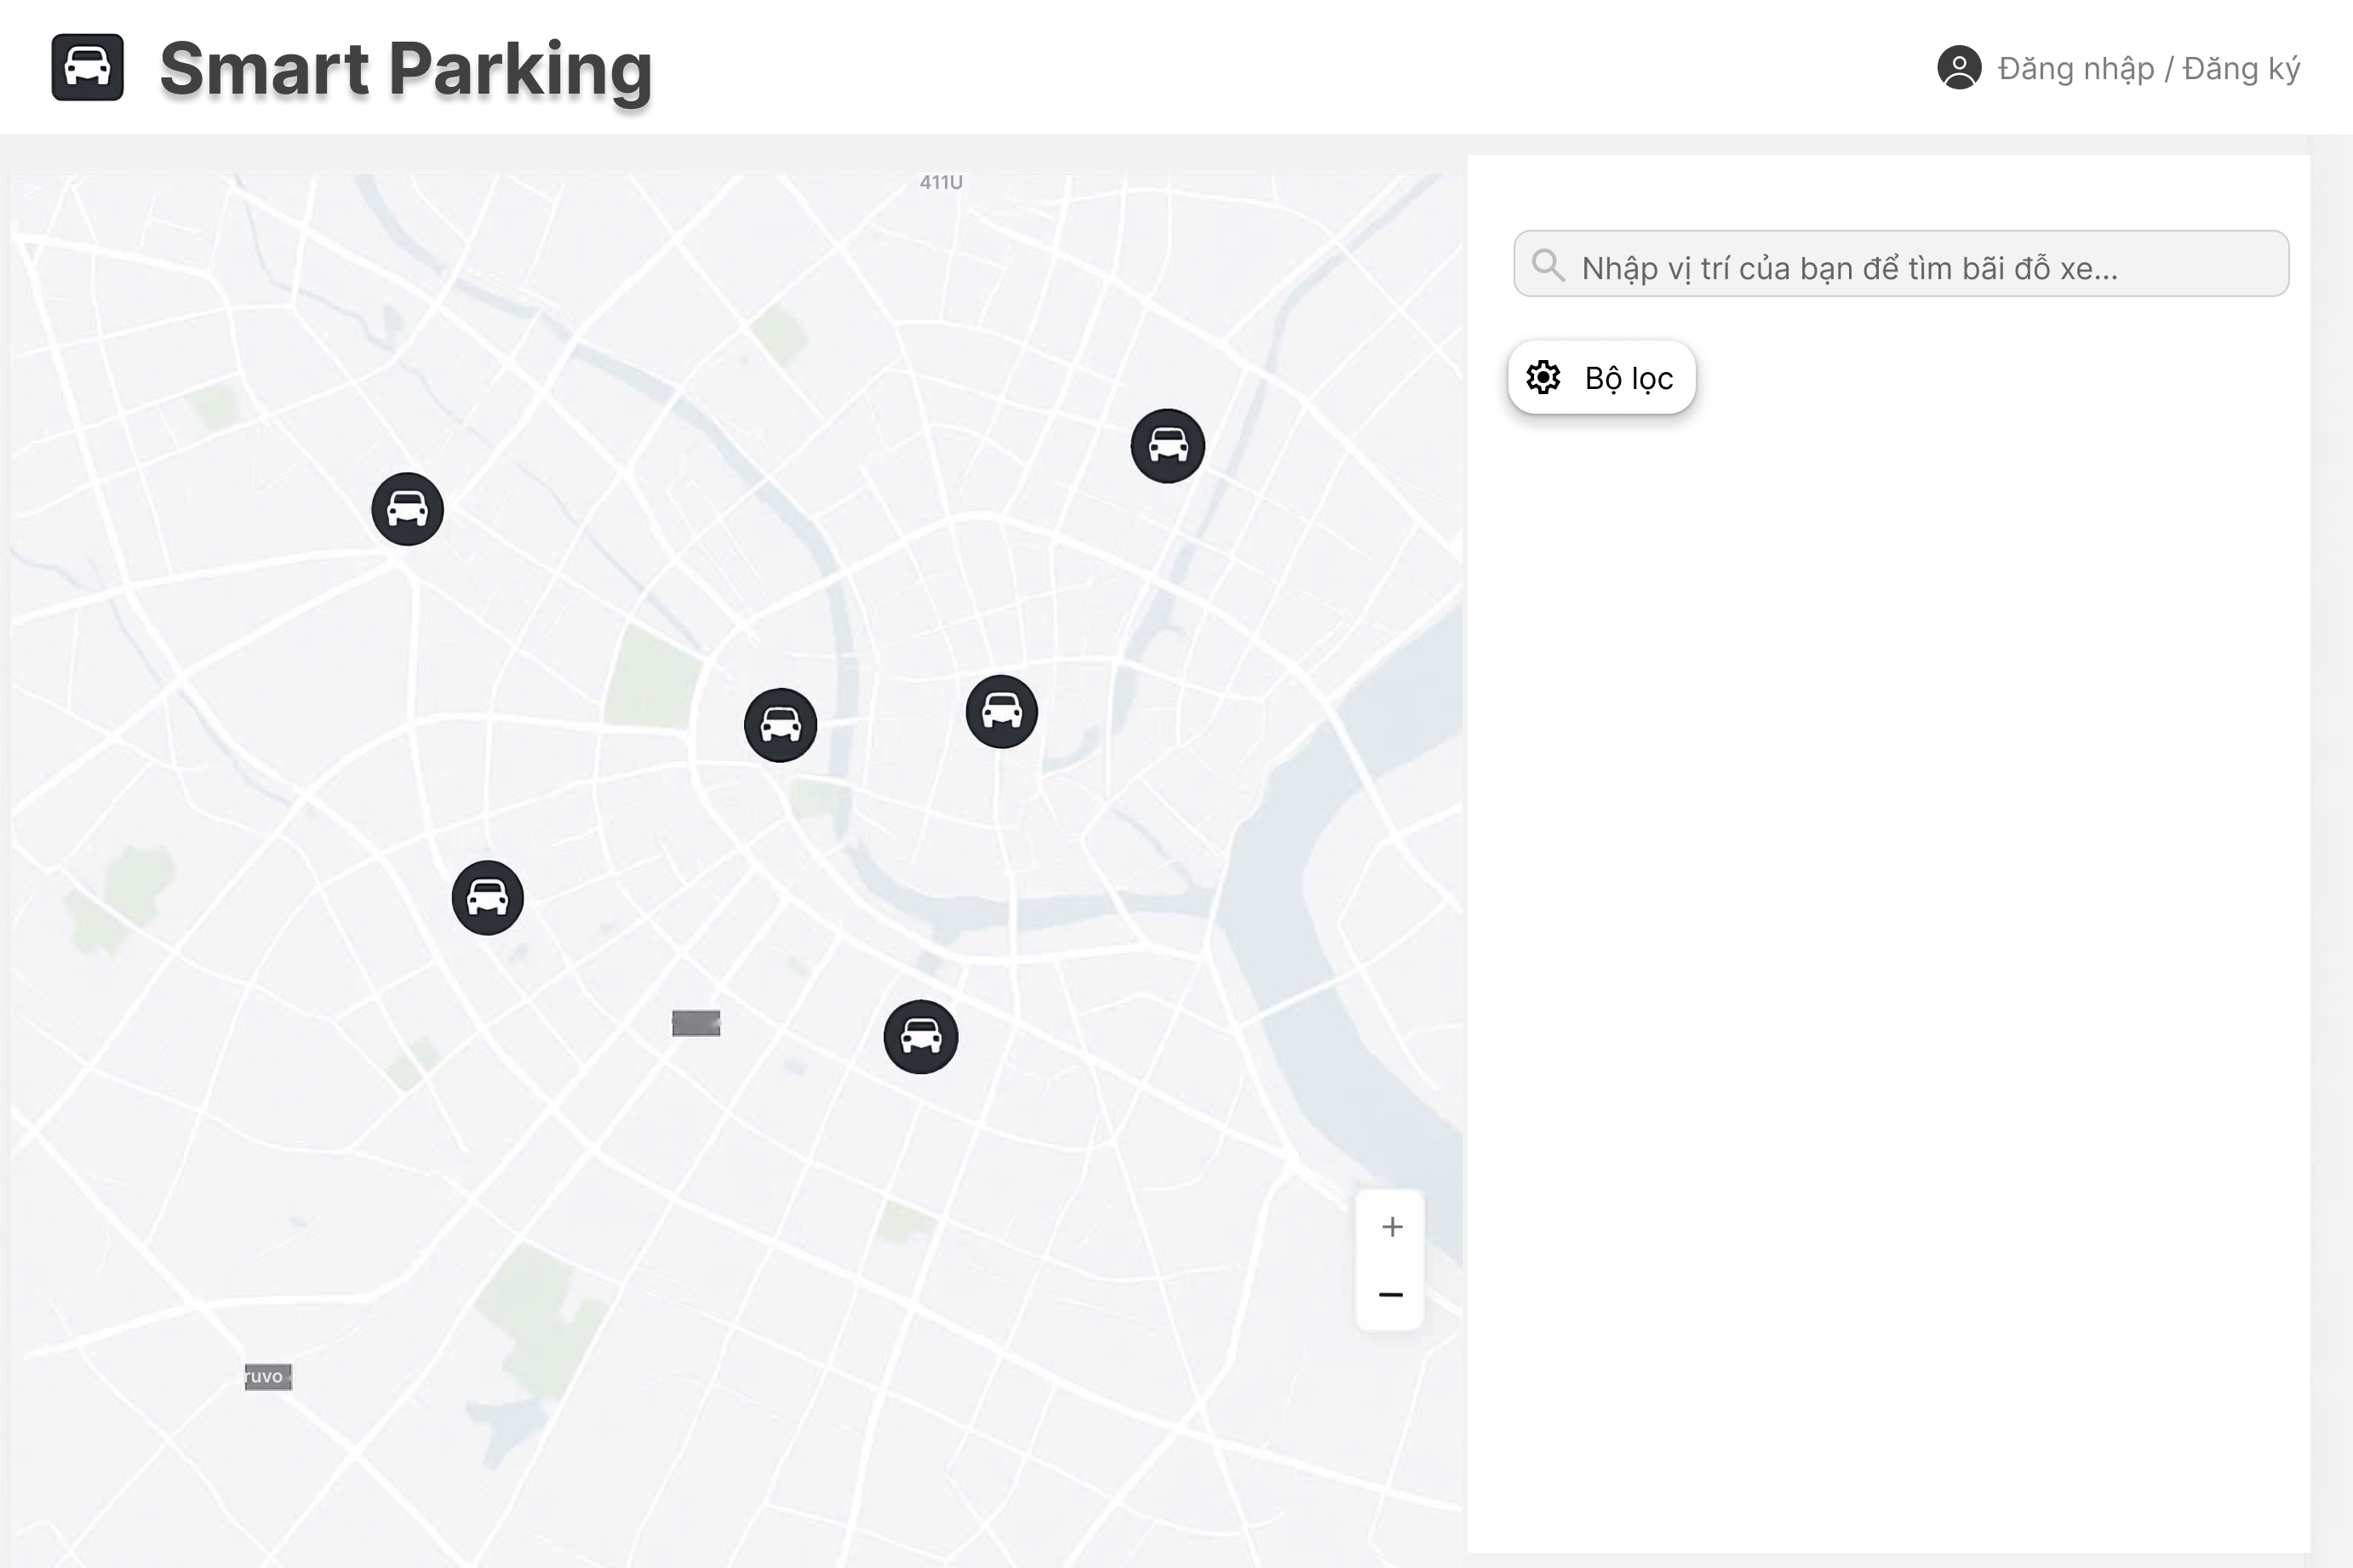 Smart Parking
Đăng nhập / Đăng ký
411U
Nhập vị trí của bạn để tìm bãi đỗ xe...
Bộ lọc
ruvo